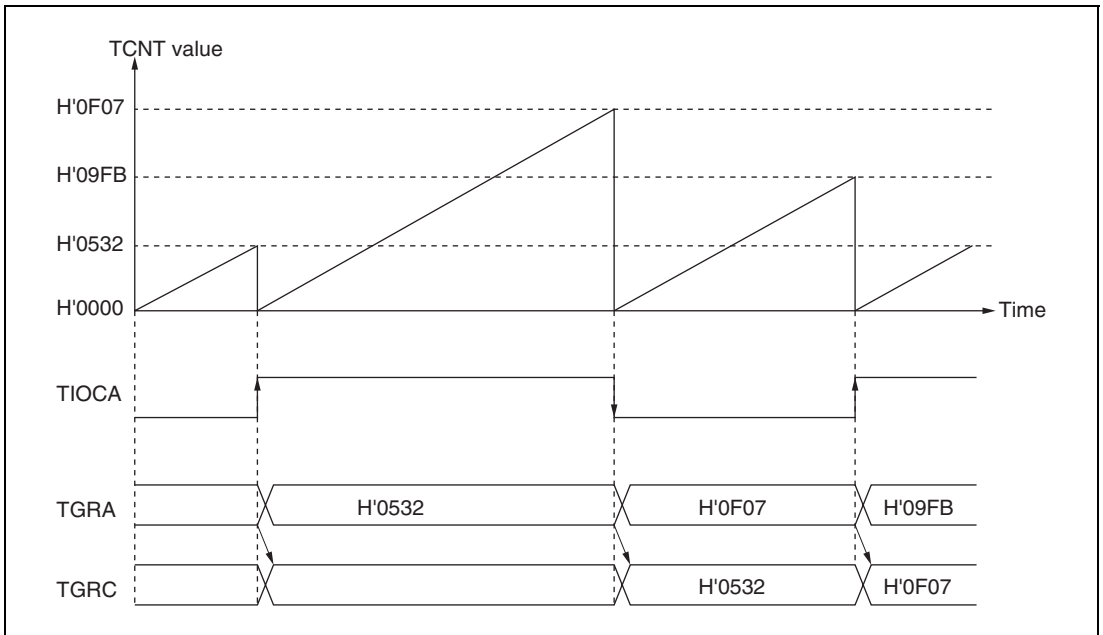 TCNT value
H'0F07
H'09FB
H'0532
H'0000
Time
TIOCA
TGRA
H'0532
H'0F07
H'09FB
TGRC
H'0532
H'0F07